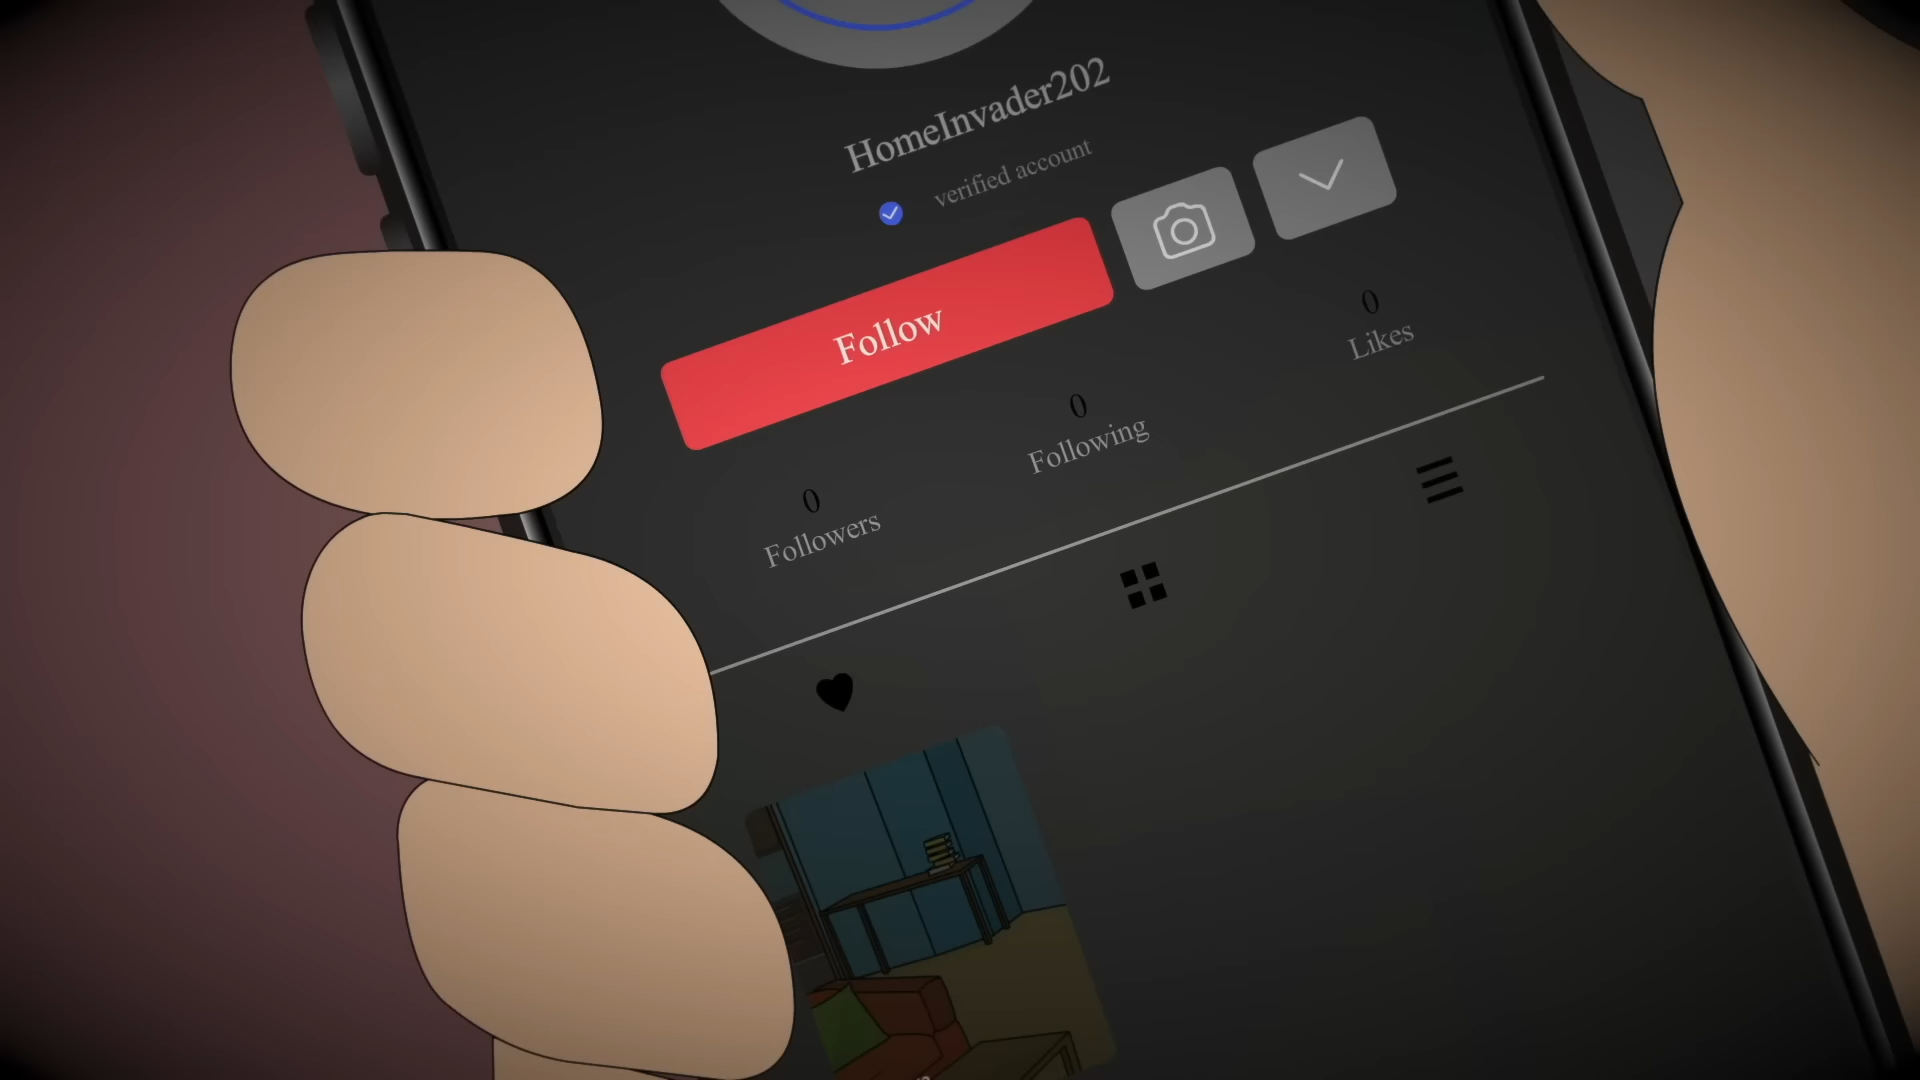 HomeInvader202
verified account
Follow
0
Likes
0
Following
0
Followers